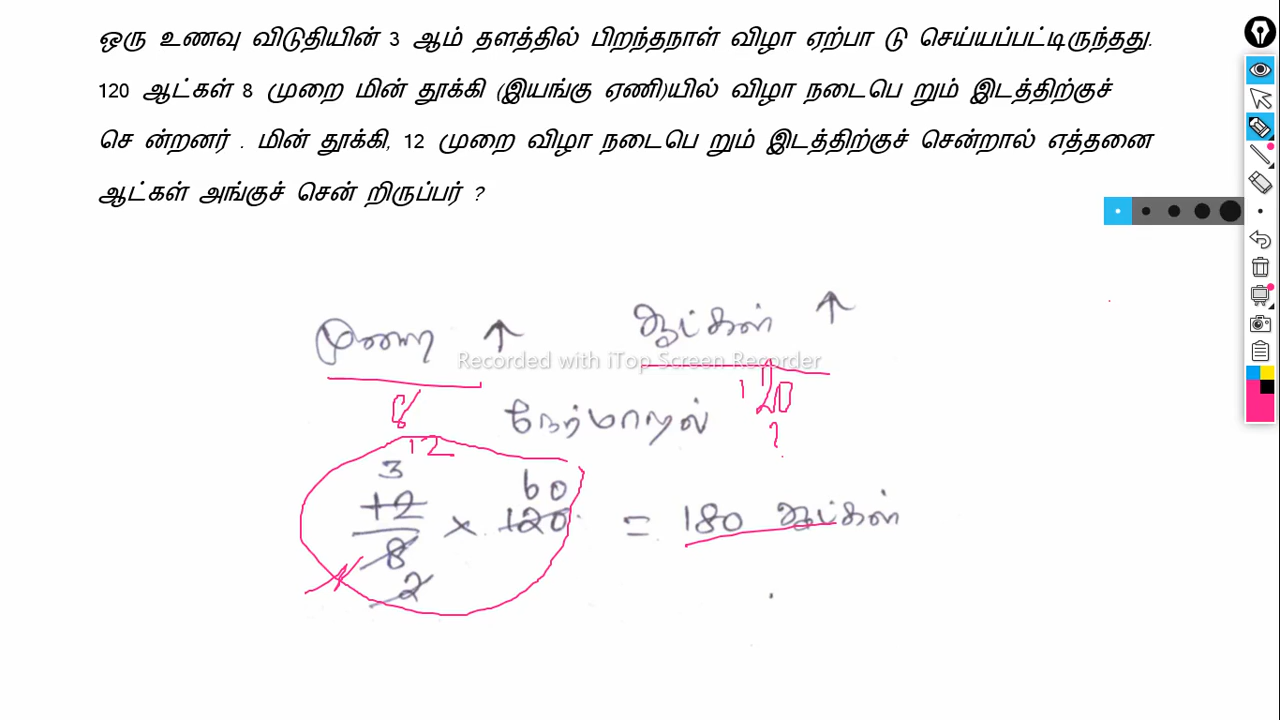 ஒரு உணவு விடுதியின் 3 ஆம் தளத்தில் பிறந்தநாள் விழா ஏற்பா டு செய்யப்பட்டிருந்தது.
120 ஆட்கள் 8 முறை மின் தூக்கி (இயங்கு ஏணி)யில் விழா நடைபெ றும் இடத்திற்குச்
செ ன்றனர் . மின் தூக்கி, 12 முறை விழா நடைபெ றும் இடத்திற்குச் சென்றால் எத்தனை
ஆட்கள் அங்குச் சென் றிருப்பர் ?
முறை ↑ ஆட்கள் ↑
Recorded with iTop Screen Recorder
8 120
நேர்மாறல்
12 ?
3 60
12/8 × 120 = 180 ஆட்கள்
2